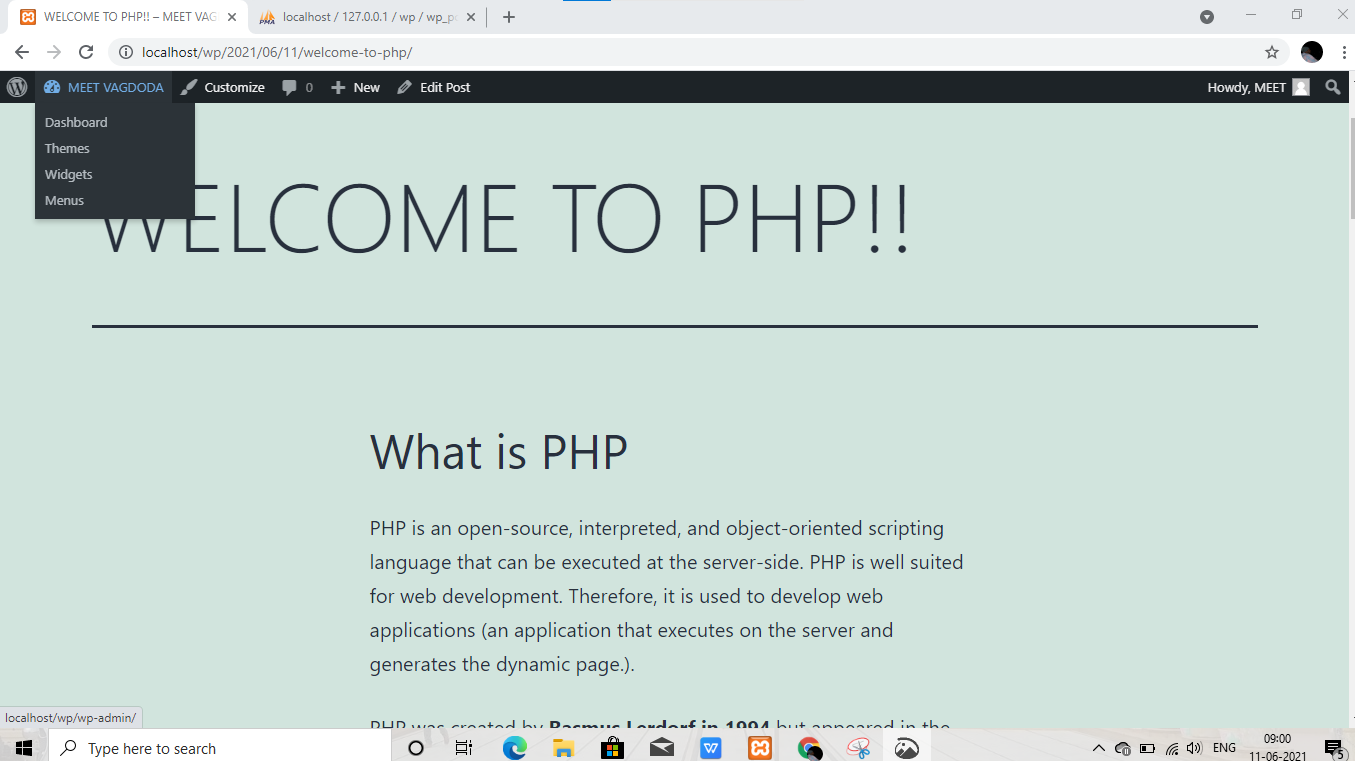 WELCOME TO PHP!! – MEET VAG
localhost / 127.0.0.1 / wp / wp_po
localhost/wp/2021/06/11/welcome-to-php/
MEET VAGDODA
Customize
0
New
Edit Post
Howdy, MEET
Dashboard
Themes
Widgets
Menus
WELCOME TO PHP!!
What is PHP
PHP is an open-source, interpreted, and object-oriented scripting
language that can be executed at the server-side. PHP is well suited
for web development. Therefore, it is used to develop web
applications (an application that executes on the server and
generates the dynamic page.).
PHP was created by Rasmus Lerdorf in 1994 but appeared in the
localhost/wp/wp-admin/
Type here to search
ENG
09:00
11-06-2021
5